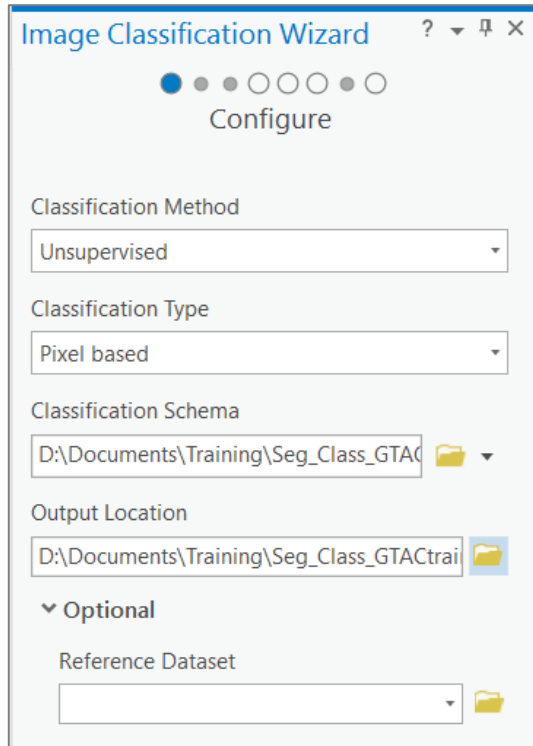 Image Classification Wizard ?
Configure
Classification Method
Unsupervised
Classification Type
Pixel based
Classification Schema
D:\Documents\Training\Seg_Class_GTAC
Output Location
D:\Documents\Training\Seg_Class_GTACtrai
Optional
Reference Dataset